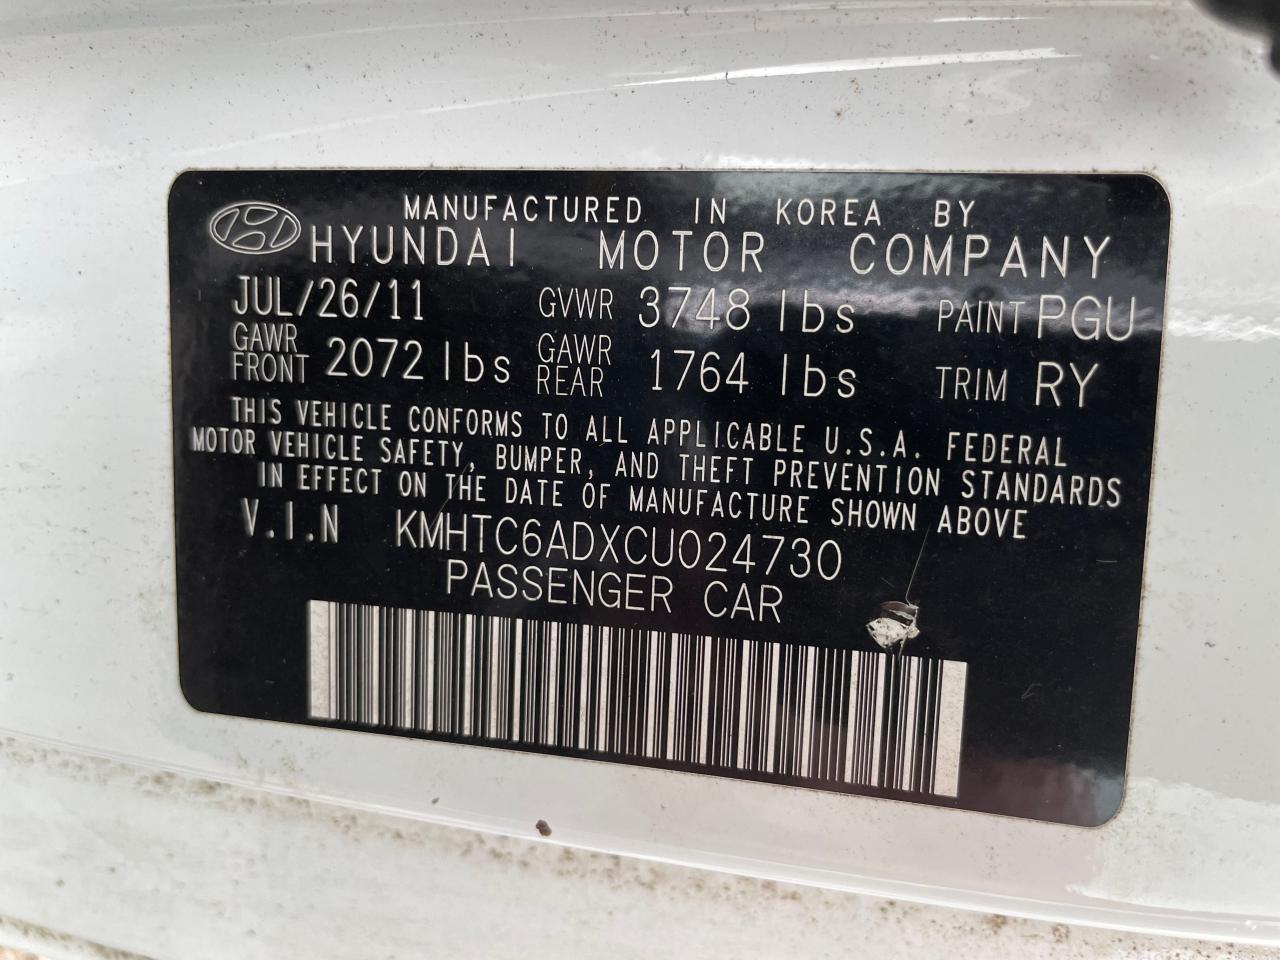 MANUFACTURED IN KOREA BY
HYUNDAI MOTOR COMPANY
JUL/26/11 GVWR 3748 lbs PAINT PGU
GAWR FRONT 2072 lbs GAWR REAR 1764 lbs TRIM RY
THIS VEHICLE CONFORMS TO ALL APPLICABLE U.S.A. FEDERAL
MOTOR VEHICLE SAFETY, BUMPER, AND THEFT PREVENTION STANDARDS
IN EFFECT ON THE DATE OF MANUFACTURE SHOWN ABOVE
V.I.N KMHTC6ADXCU024730
PASSENGER CAR